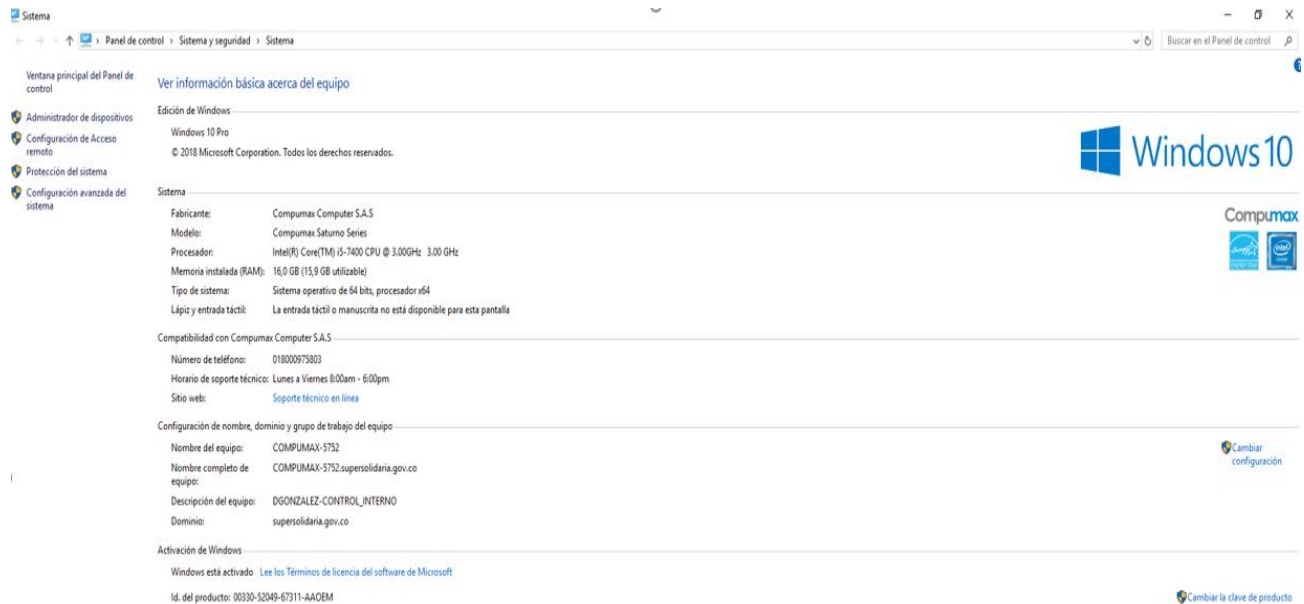 Sistema
Panel de control > Sistema y seguridad > Sistema
Buscar en el Panel de control
Ventana principal del Panel de
control
Administrador de dispositivos
Configuración de Acceso
remoto
Protección del sistema
Configuración avanzada del
sistema
Ver información básica acerca del equipo
Edición de Windows
Windows 10 Pro
© 2018 Microsoft Corporation. Todos los derechos reservados.
Windows 10
Sistema
Fabricante: Compumax Computer S.A.S
Modelo: Compumax Saturno Series
Procesador: Intel(R) Core(TM) i5-7400 CPU @ 3.00GHz 3.00 GHz
Memoria instalada (RAM): 16,0 GB (15,9 GB utilizable)
Tipo de sistema: Sistema operativo de 64 bits, procesador x64
Lápiz y entrada táctil: La entrada táctil o manuscrita no está disponible para esta pantalla
Compumax
Compatibilidad con Compumax Computer S.A.S
Número de teléfono: 018000975803
Horario de soporte técnico: Lunes a Viernes 8:00am - 6:00pm
Sitio web: Soporte técnico en línea
Configuración de nombre, dominio y grupo de trabajo del equipo
Nombre del equipo: COMPUMAX-5752
Nombre completo de COMPUMAX-5752.supersolidaria.gov.co
equipo:
Descripción del equipo: DGONZALEZ-CONTROL_INTERNO
Dominio: supersolidaria.gov.co
Cambiar
configuración
Activación de Windows
Windows está activado Lee los Términos de licencia del software de Microsoft
Id. del producto: 00330-52049-67311-AAOEM
Cambiar la clave de producto